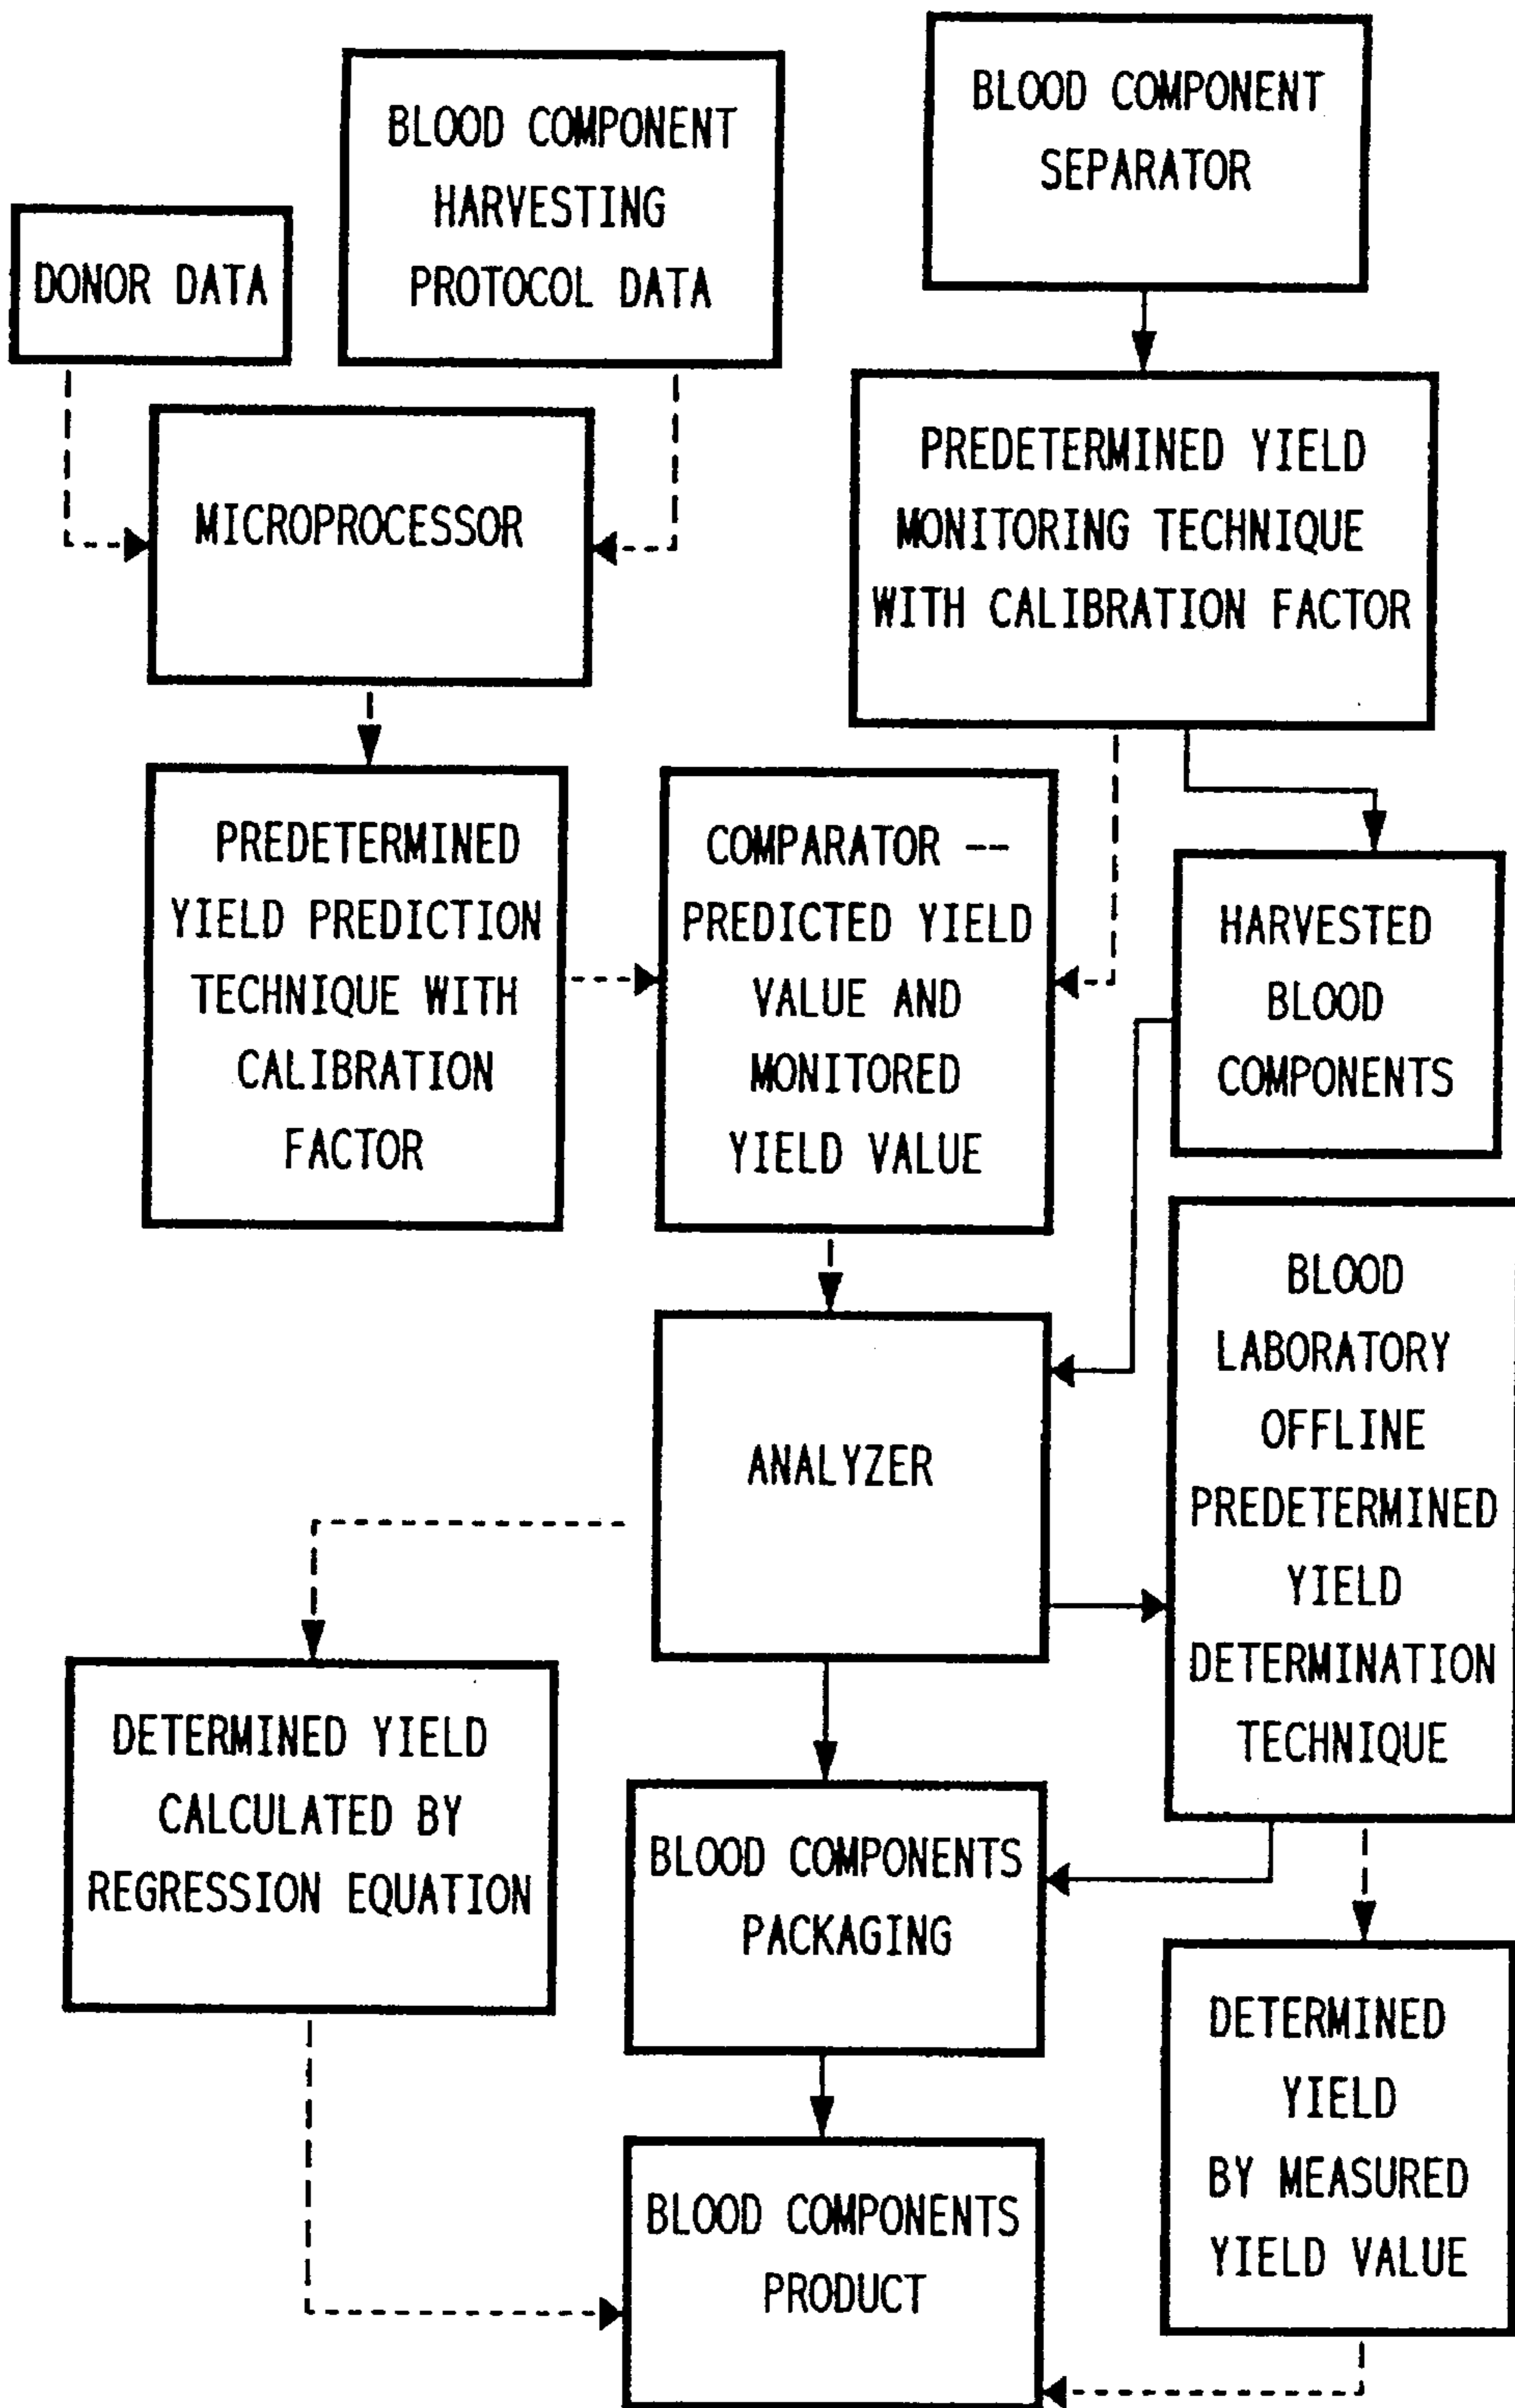 BLOOD COMPONENT
SEPARATOR
BLOOD COMPONENT
HARVESTING
PROTOCOL DATA
DONOR DATA
MICROPROCESSOR
PREDETERMINED YIELD
MONITORING TECHNIQUE
WITH CALIBRATION FACTOR
PREDETERMINED
YIELD PREDICTION
TECHNIQUE WITH
CALIBRATION
FACTOR
COMPARATOR --
PREDICTED YIELD
VALUE AND
MONITORED
YIELD VALUE
HARVESTED
BLOOD
COMPONENTS
ANALYZER
BLOOD
LABORATORY
OFFLINE
PREDETERMINED
YIELD
DETERMINATION
TECHNIQUE
DETERMINED YIELD
CALCULATED BY
REGRESSION EQUATION
BLOOD COMPONENTS
PACKAGING
DETERMINED
YIELD
BY MEASURED
YIELD VALUE
BLOOD COMPONENTS
PRODUCT